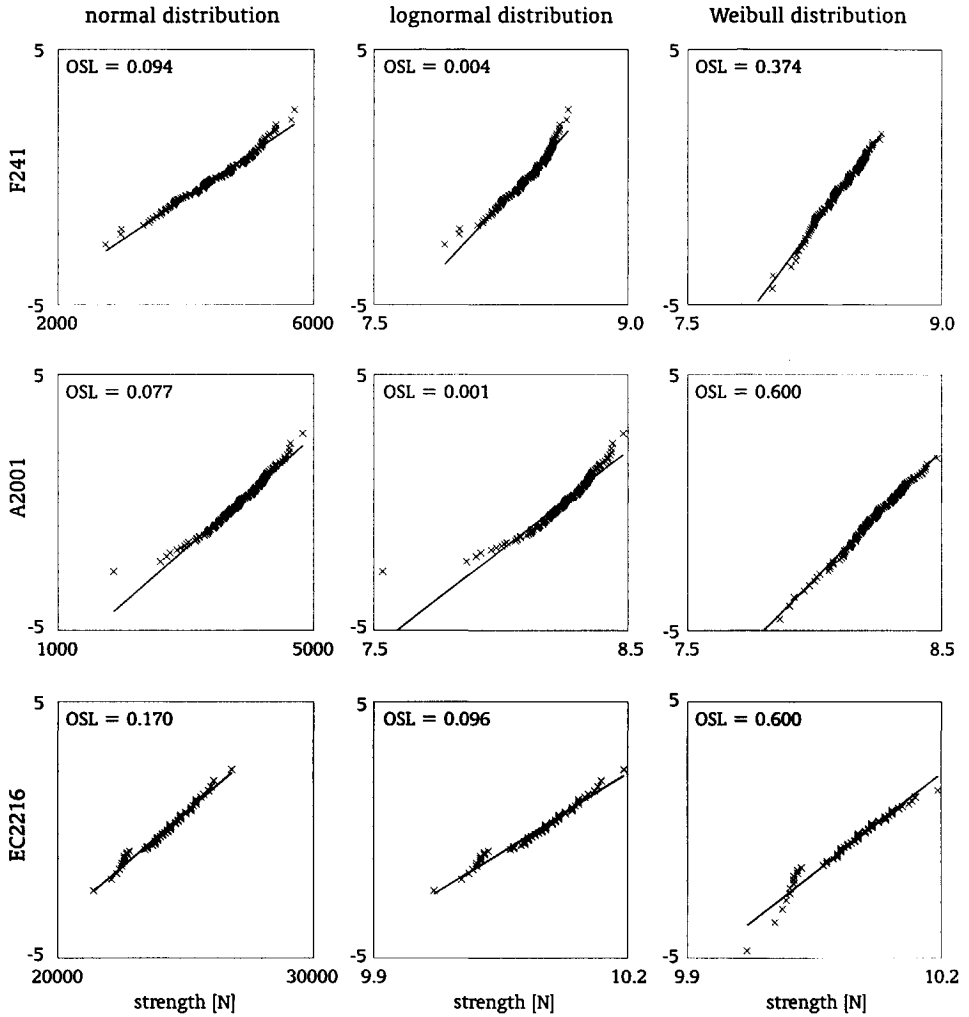 normal distribution
lognormal distribution
Weibull distribution
F241
5
OSL = 0.094
-5
2000
6000
5
OSL = 0.004
-5
7.5
9.0
5
OSL = 0.374
-5
7.5
9.0
A2001
5
OSL = 0.077
-5
1000
5000
5
OSL = 0.001
-5
7.5
8.5
5
OSL = 0.600
-5
7.5
8.5
EC2216
5
OSL = 0.170
-5
20000
30000
strength [N]
5
OSL = 0.096
-5
9.9
10.2
strength [N]
5
OSL = 0.600
-5
9.9
10.2
strength [N]